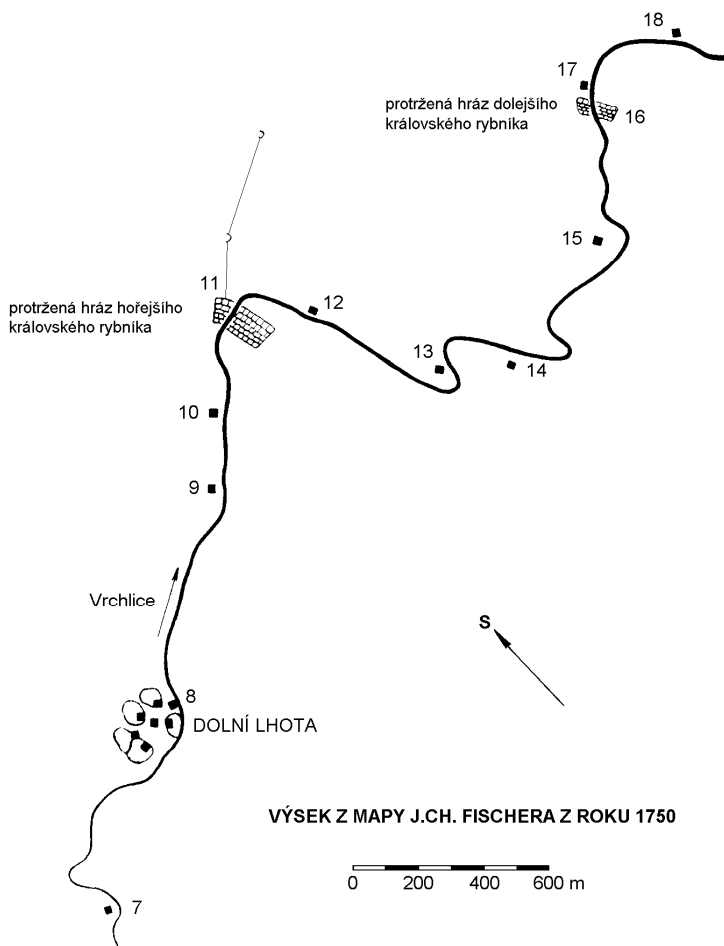 18
17
protržená hráz dolejšího
královského rybníka
16
15
11
protržená hráz hořejšího
královského rybníka
12
13
14
10
9
Vrchlice
S
8
DOLNÍ LHOTA
VÝSEK Z MAPY J.CH. FISCHERA Z ROKU 1750
0 200 400 600 m
7